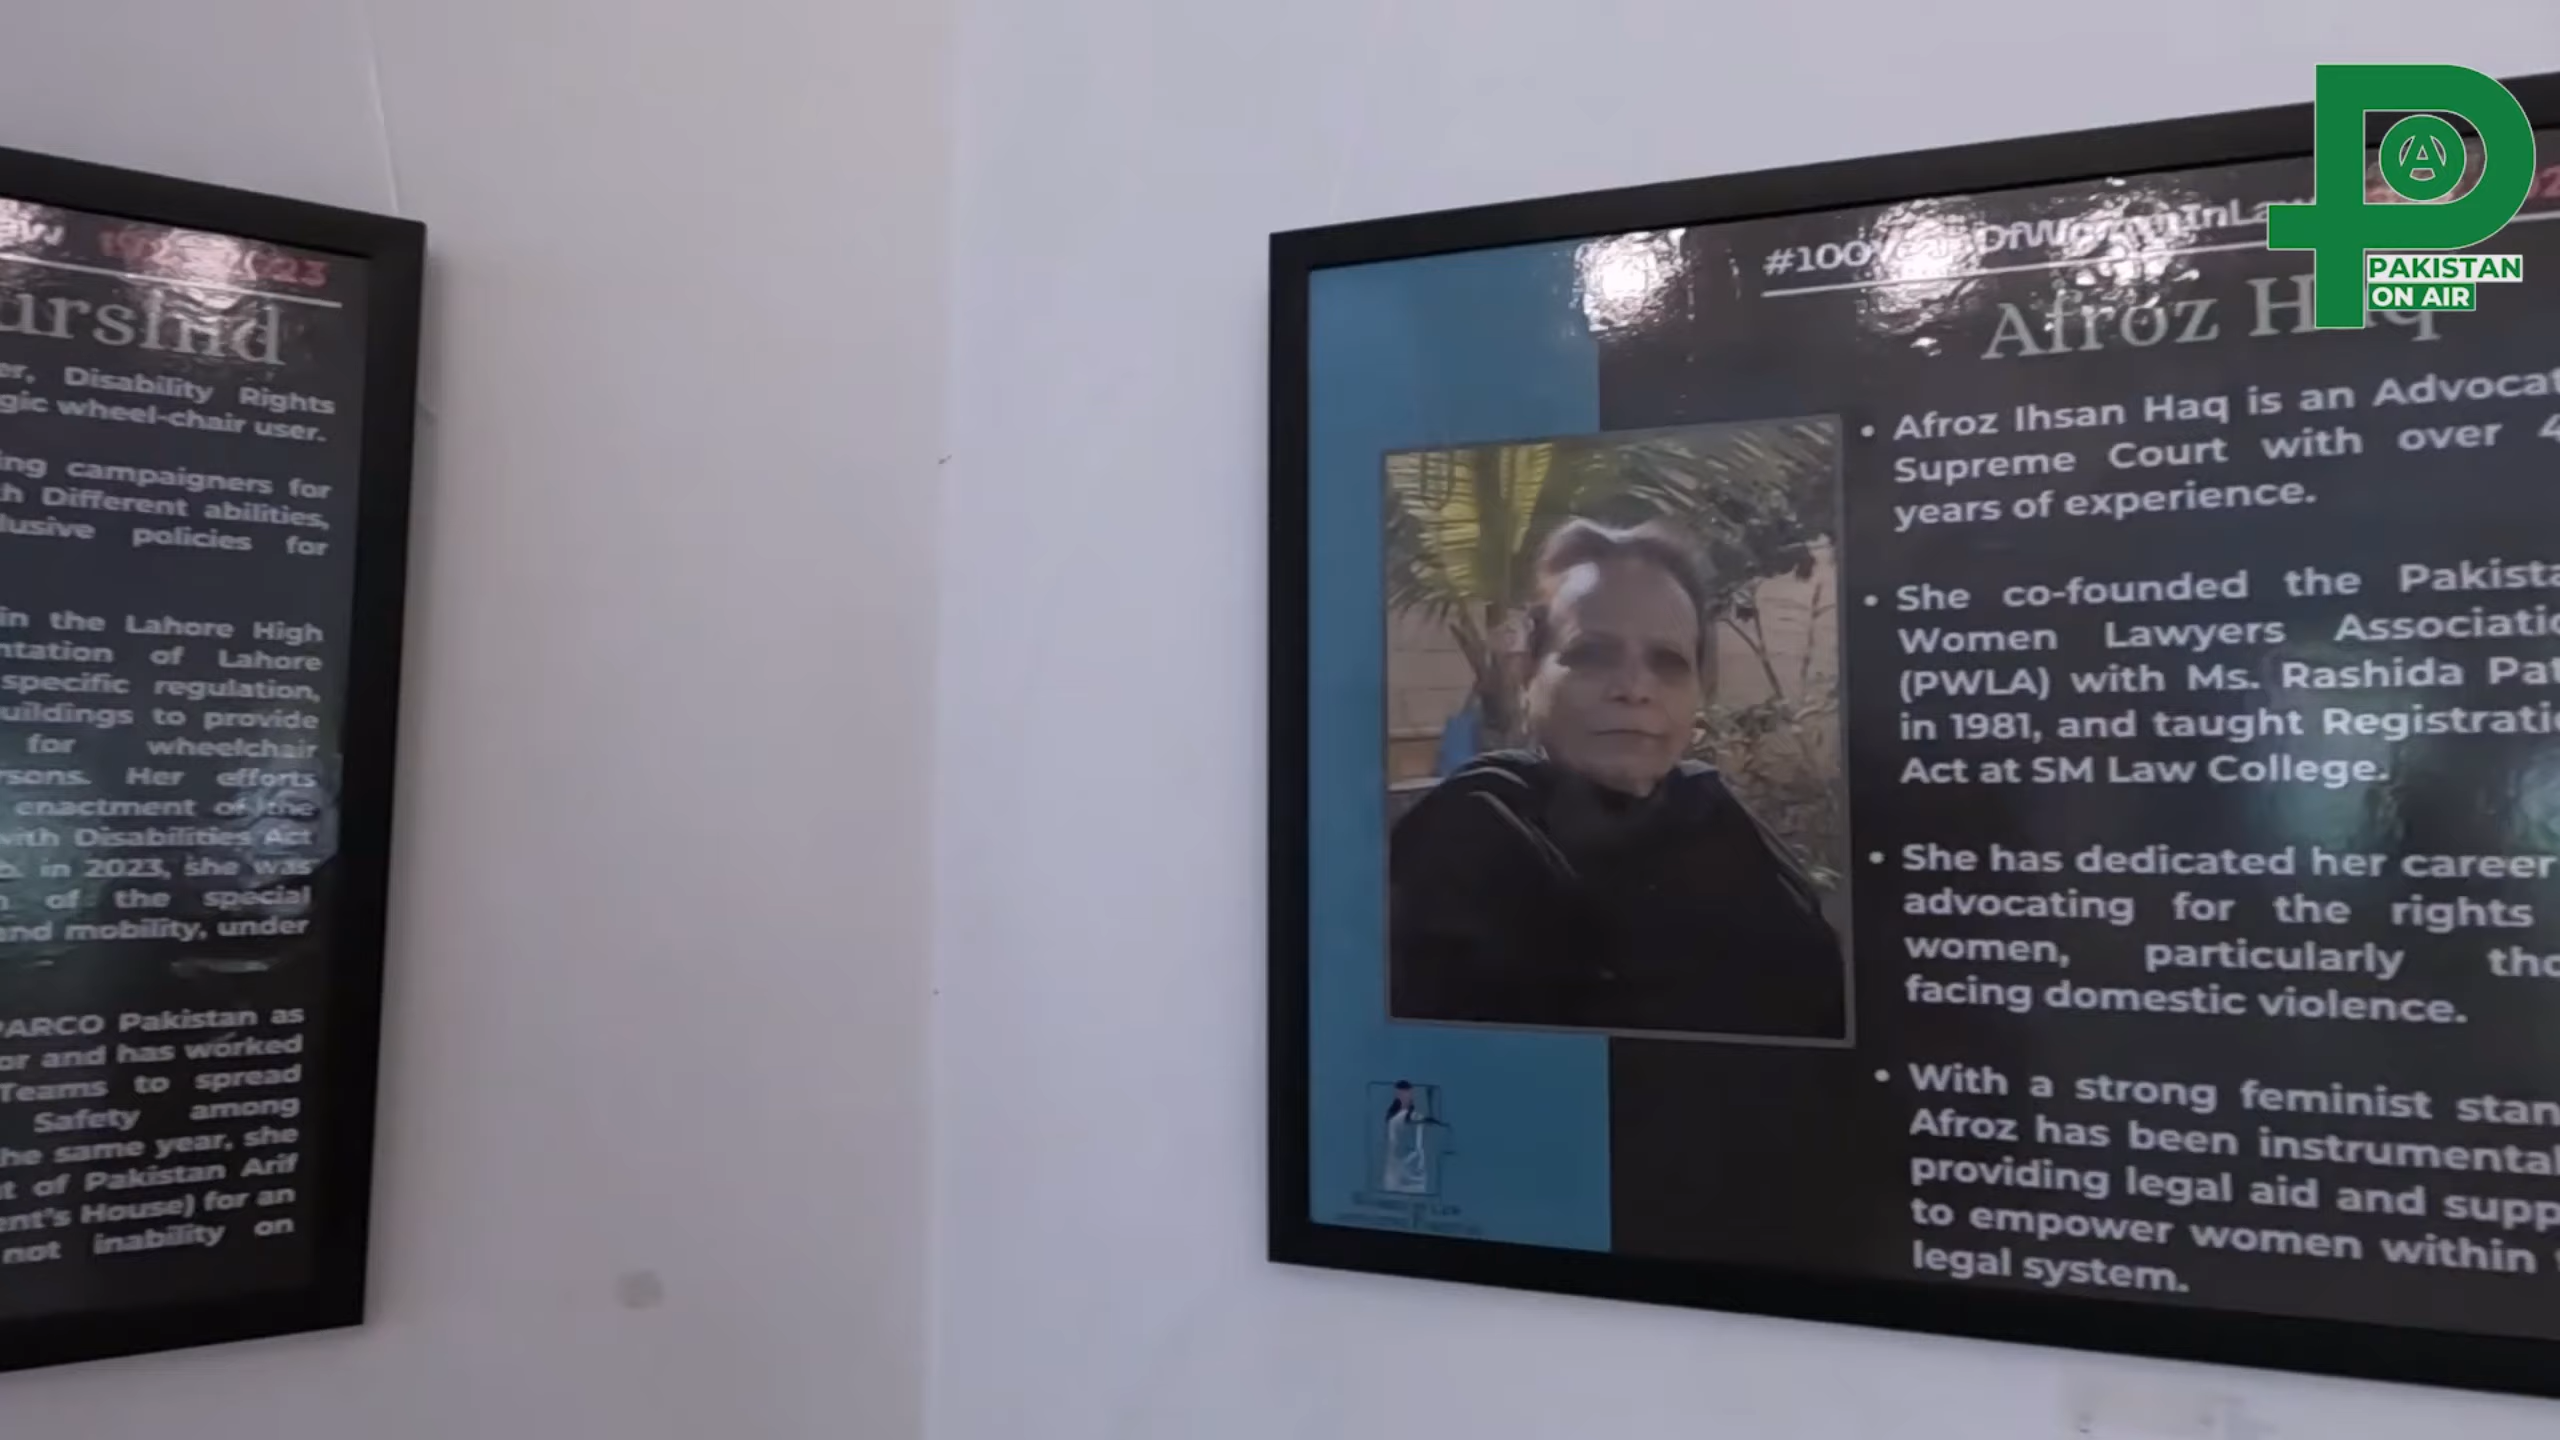 1923-2023
urshid
er, Disability Rights
gic wheel-chair user.
ing campaigners for
h Different abilities,
lusive policies for
in the Lahore High
ntation of Lahore
specific regulation,
uildings to provide
for wheelchair
rsons. Her efforts
enactment of the
with Disabilities Act
in 2023, she was
of the special
and mobility, under
PARCO Pakistan as
or and has worked
Teams to spread
Safety among
he same year, she
t of Pakistan Arif
ent's House) for an
not inability on
#100YearsOfWomenInLaw
Afroz Haq
• Afroz Ihsan Haq is an Advocat
Supreme Court with over 4
years of experience.
• She co-founded the Pakista
Women Lawyers Associatio
(PWLA) with Ms. Rashida Pat
in 1981, and taught Registratio
Act at SM Law College.
• She has dedicated her career
advocating for the rights
women, particularly tho
facing domestic violence.
• With a strong feminist stan
Afroz has been instrumental
providing legal aid and supp
to empower women within
legal system.
PAKISTAN
ON AIR